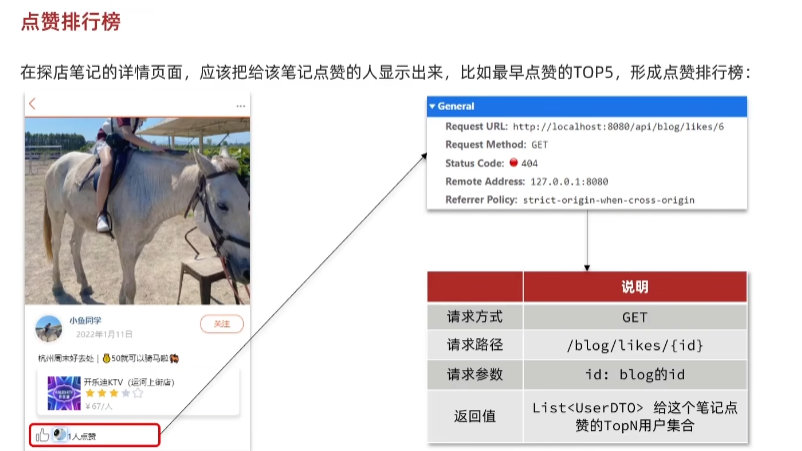 点赞排行榜
在探店笔记的详情页面，应该把给该笔记点赞的人显示出来，比如最早点赞的TOP5，形成点赞排行榜：
小鱼同学
2022年1月11日
关注
杭州周末好去处 | 💰50就可以骑马啦🐴
开乐迪KTV（运河上街店）
￥67/人
1人点赞
General
Request URL: http://localhost:8080/api/blog/likes/6
Request Method: GET
Status Code: 404
Remote Address: 127.0.0.1:8080
Referrer Policy: strict-origin-when-cross-origin
说明
请求方式 GET
请求路径 /blog/likes/{id}
请求参数 id: blog的id
返回值 List<UserDTO> 给这个笔记点
赞的TopN用户集合